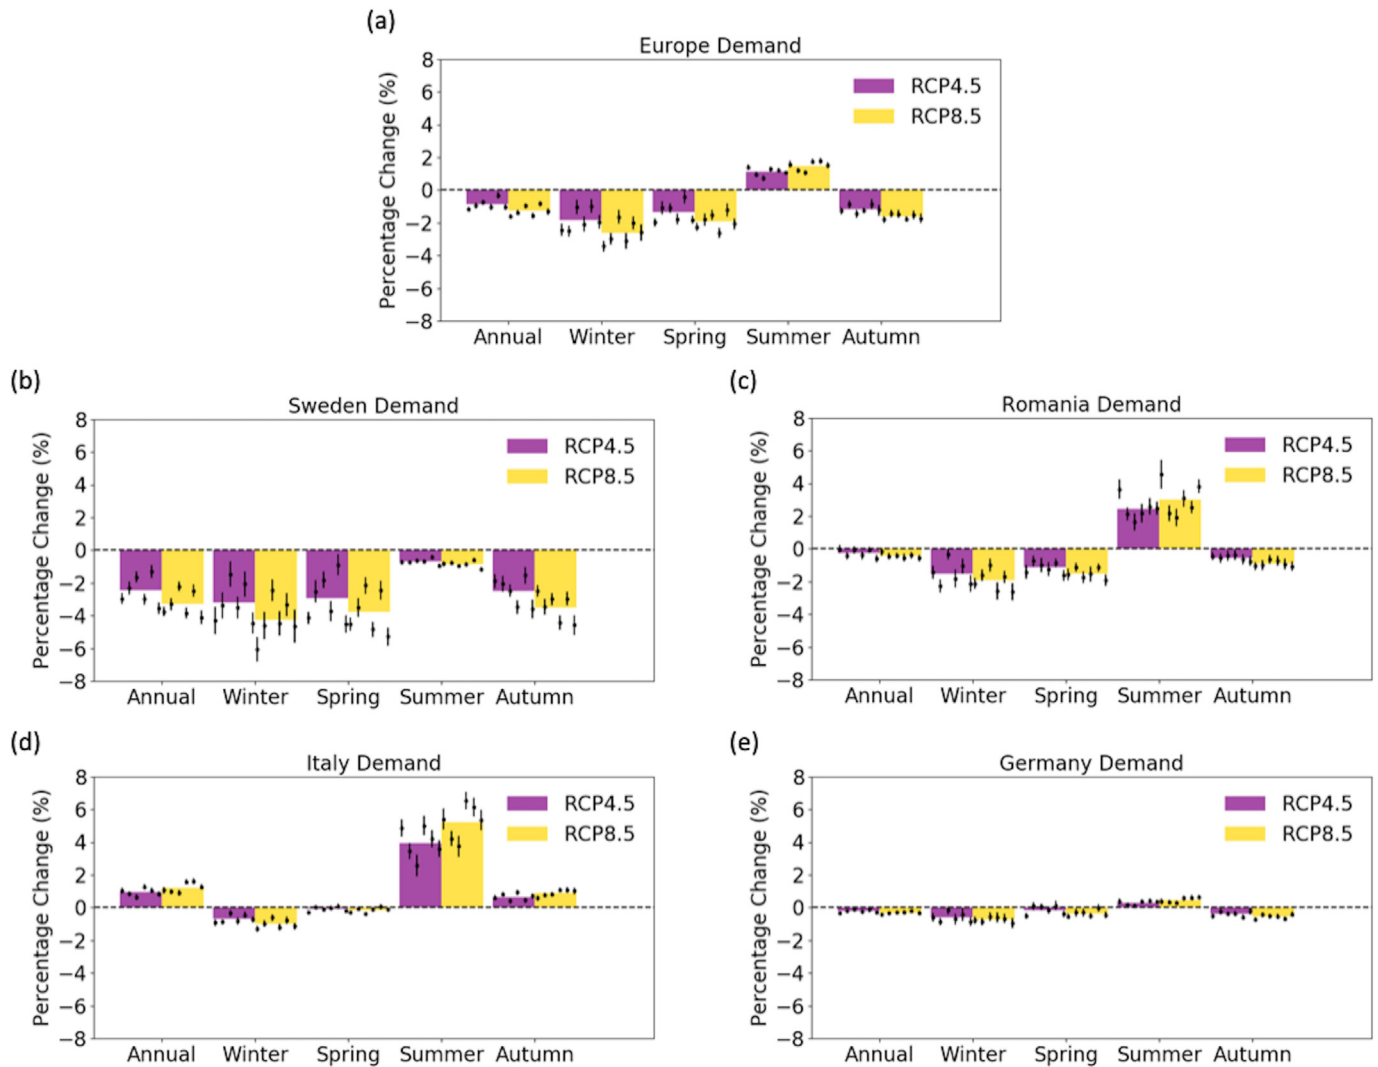 (a)
Europe Demand
Percentage Change (%)
8
6
4
2
0
−2
−4
−6
−8
RCP4.5
RCP8.5
Annual Winter Spring Summer Autumn
(b)
Sweden Demand
Percentage Change (%)
8
6
4
2
0
−2
−4
−6
−8
RCP4.5
RCP8.5
Annual Winter Spring Summer Autumn
(c)
Romania Demand
Percentage Change (%)
8
6
4
2
0
−2
−4
−6
−8
RCP4.5
RCP8.5
Annual Winter Spring Summer Autumn
(d)
Italy Demand
Percentage Change (%)
8
6
4
2
0
−2
−4
−6
−8
RCP4.5
RCP8.5
Annual Winter Spring Summer Autumn
(e)
Germany Demand
Percentage Change (%)
8
6
4
2
0
−2
−4
−6
−8
RCP4.5
RCP8.5
Annual Winter Spring Summer Autumn